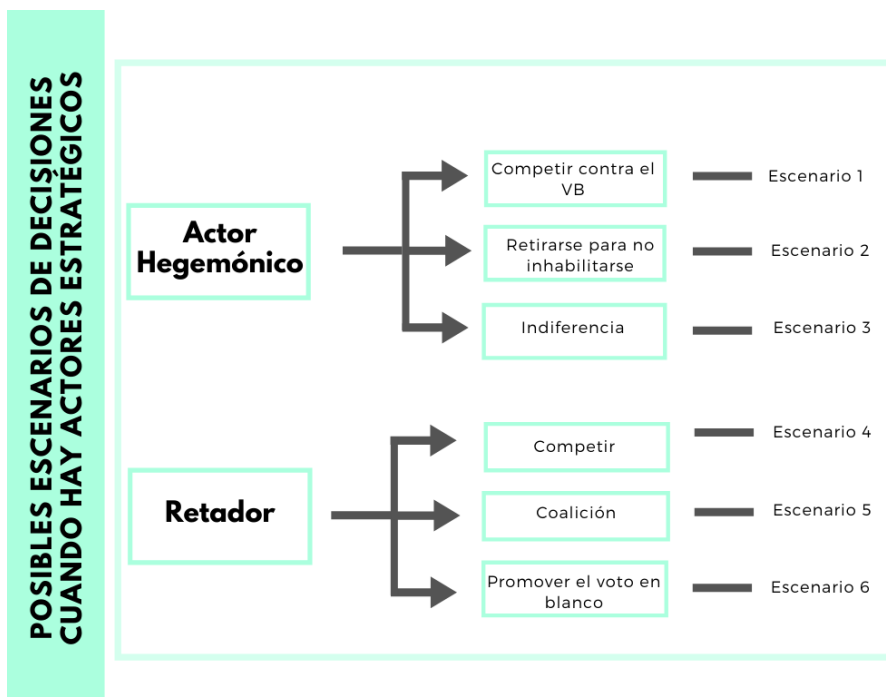 POSIBLES ESCENARIOS DE DECISIONES
CUANDO HAY ACTORES ESTRATÉGICOS
Actor
Hegemónico
Competir contra el
VB
Escenario 1
Retirarse para no
inhabilitarse
Escenario 2
Indiferencia
Escenario 3
Retador
Competir
Escenario 4
Coalición
Escenario 5
Promover el voto en
blanco
Escenario 6